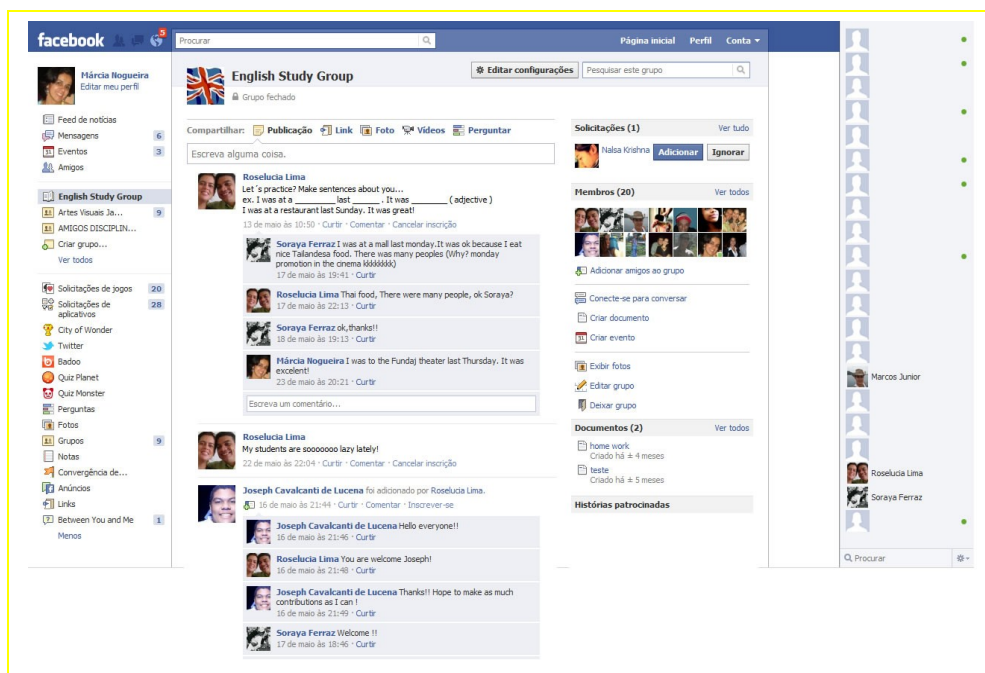 facebook
5
Procurar
Página inicial Perfil Conta
Márcia Nogueira
Editar meu perfil
Feed de notícias
Mensagens 6
Eventos 3
Amigos
English Study Group
Artes Visuais Ja... 9
AMIGOS DISCIPLIN...
Criar grupo...
Ver todos
Solicitações de jogos 20
Solicitações de aplicativos 28
City of Wonder
Twitter
Badoo
Quiz Planet
Quiz Monster
Perguntas
Fotos
Grupos 9
Notas
Convergência de...
Anúncios
Links
Between You and Me 1
Menos
English Study Group
Editar configurações
Pesquisar este grupo
Grupo fechado
Compartilhar: Publicação Link Foto Vídeos Perguntar
Escreva alguma coisa.
Roselucia Lima
Let´s practice? Make sentences about you...
ex. I was at a _________ last ______ . It was ________ ( adjective )
I was at a restaurant last Sunday. It was great!
13 de maio às 10:50 · Curtir · Comentar · Cancelar inscrição
Soraya Ferraz I was at a mall last monday.It was ok because I eat
nice Tailandesa food. There was many peoples (Why? monday
promotion in the cinema kkkkkkkk)
17 de maio às 19:41 · Curtir
Roselucia Lima Thai food, There were many people, ok Soraya?
17 de maio às 22:13 · Curtir
Soraya Ferraz ok,thanks!!
18 de maio às 19:13 · Curtir
Márcia Nogueira I was to the Fundaj theater last Thursday. It was
excelent!
23 de maio às 20:21 · Curtir
Escreva um comentário...
Roselucia Lima
My students are sooooooo lazy lately!
22 de maio às 22:04 · Curtir · Comentar · Cancelar inscrição
Joseph Cavalcanti de Lucena foi adicionado por Roselucia Lima.
16 de maio às 21:44 · Curtir · Comentar · Inscrever-se
Joseph Cavalcanti de Lucena Hello everyone!!
16 de maio às 21:46 · Curtir
Roselucia Lima You are welcome Joseph!
16 de maio às 21:48 · Curtir
Joseph Cavalcanti de Lucena Thanks!! Hope to make as much
contributions as I can !
16 de maio às 21:49 · Curtir
Soraya Ferraz Welcome !!
17 de maio às 18:46 · Curtir
Solicitações (1) Ver tudo
Nalsa Krishna Adicionar Ignorar
Membros (20) Ver todos
Adicionar amigos ao grupo
Conecte-se para conversar
Criar documento
31 Criar evento
Exibir fotos
Editar grupo
Deixar grupo
Documentos (2) Ver todos
home work
Criado há ± 4 meses
teste
Criado há ± 5 meses
Histórias patrocinadas
Marcos Junior
Roselucia Lima
Soraya Ferraz
Procurar